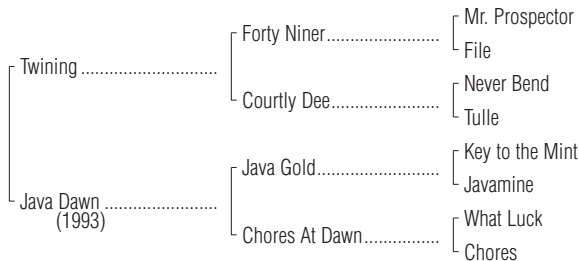 Mr. Prospector
Forty Niner....................
File
Twining.........................
Never Bend
Courtly Dee....................
Tulle
Key to the Mint
Java Gold......................
Javamine
Java Dawn.....................
(1993)
What Luck
Chores At Dawn..............
Chores